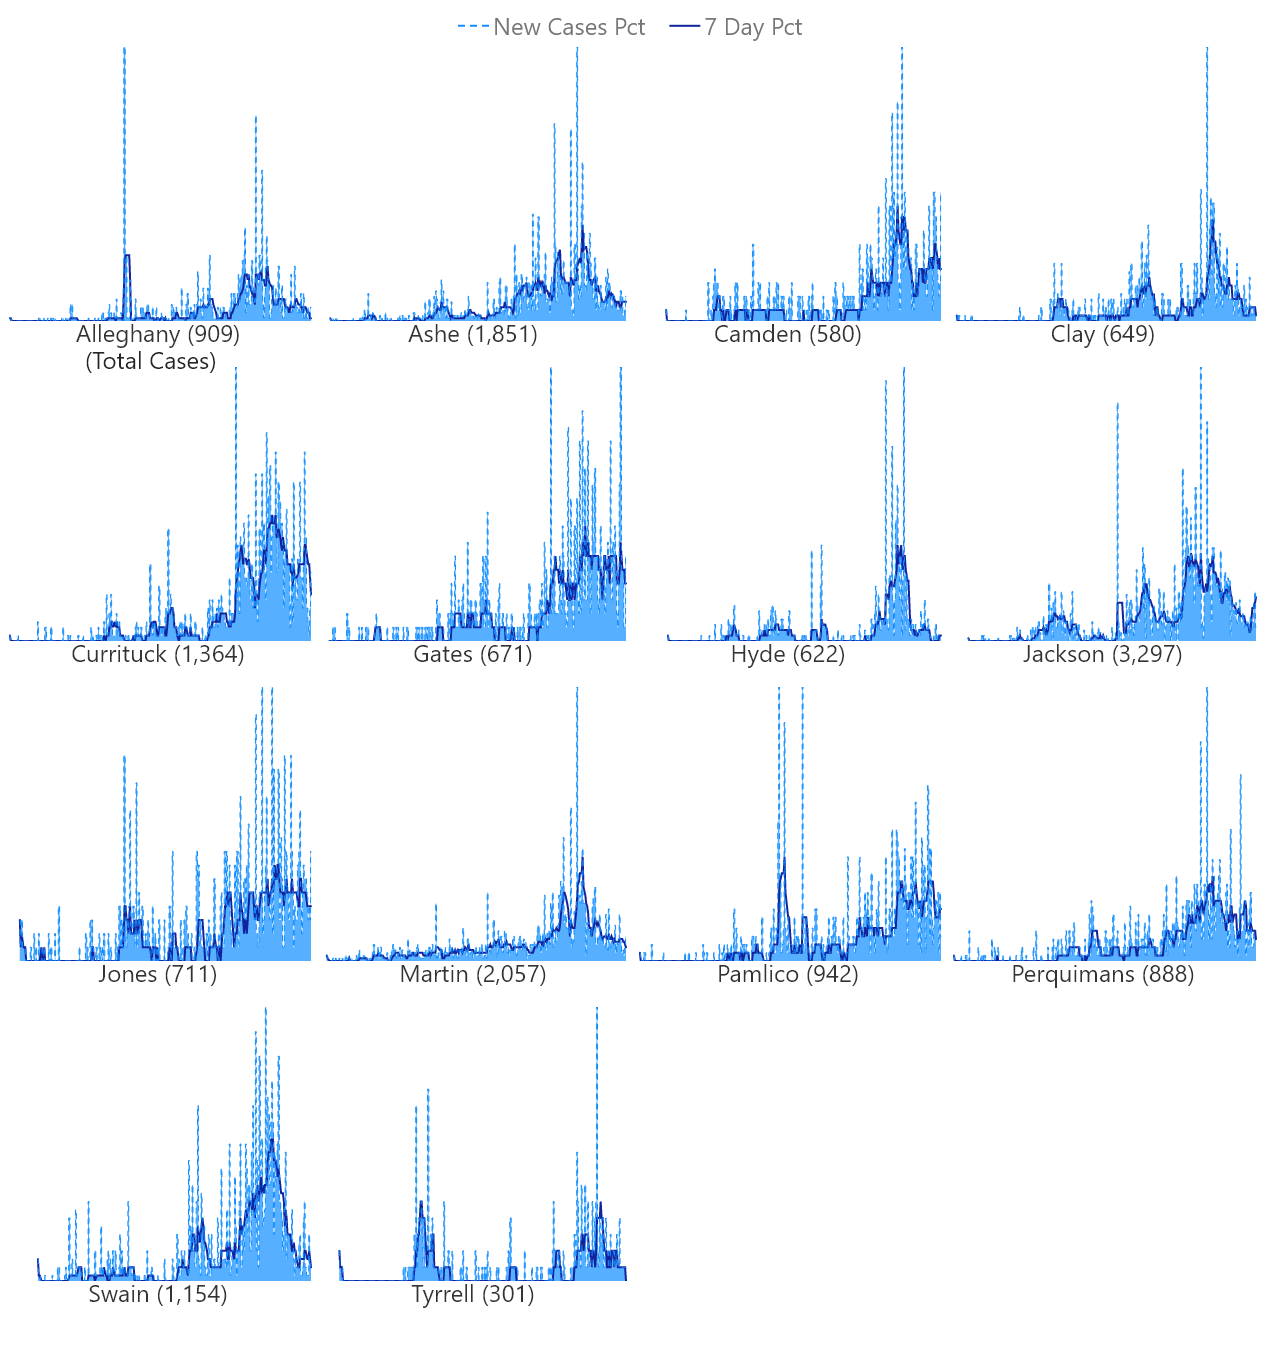 New Cases Pct 7 Day Pct
Alleghany (909)
(Total Cases)
Ashe (1,851)
Camden (580)
Clay (649)
Currituck (1,364)
Gates (671)
Hyde (622)
Jackson (3,297)
Jones (711)
Martin (2,057)
Pamlico (942)
Perquimans (888)
Swain (1,154)
Tyrrell (301)